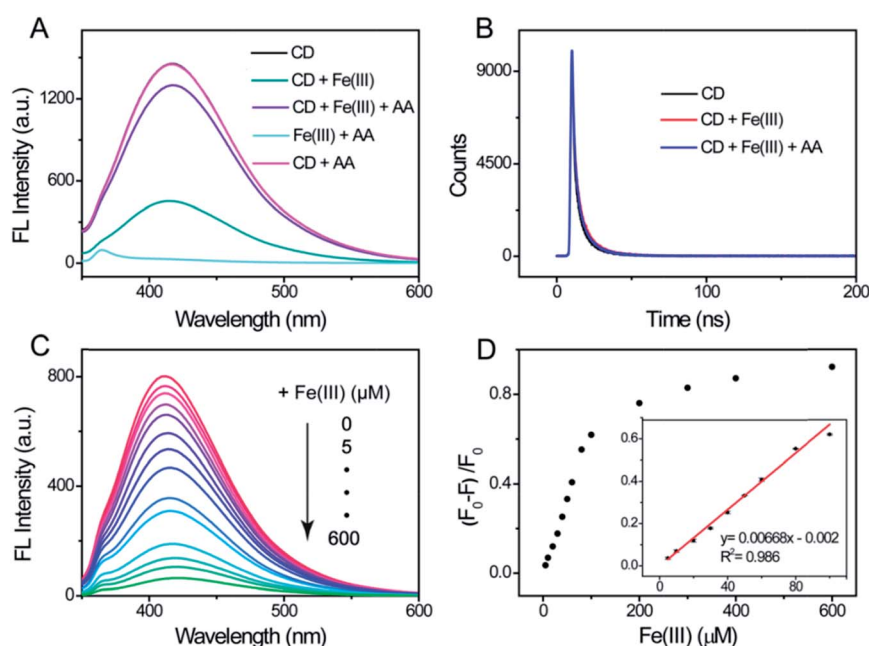 A
FL Intensity (a.u.)
1200
600
0
CD
CD + Fe(III)
CD + Fe(III) + AA
Fe(III) + AA
CD + AA
400 500 600
Wavelength (nm)
B
Counts
9000
4500
0
CD
CD + Fe(III)
CD + Fe(III) + AA
0 100 200
Time (ns)
C
FL Intensity (a.u.)
800
400
0
+ Fe(III) (μM)
0
5
600
400 500 600
Wavelength (nm)
D
(F0-F) /F0
0.8
0.4
0.0
0.6
0.4
0.2
0.0
y= 0.00668x - 0.002
R²= 0.986
0 40 80
0 200 400 600
Fe(III) (μM)